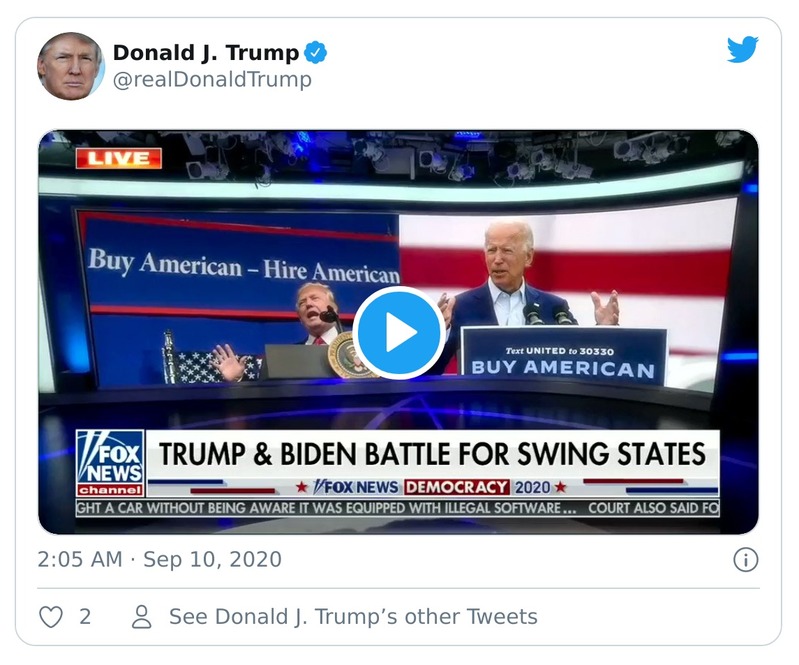 Donald J. Trump
@realDonaldTrump
LIVE
Buy American – Hire American
Text UNITED to 30330
BUY AMERICAN
FOX
NEWS
channel
TRUMP & BIDEN BATTLE FOR SWING STATES
FOX NEWS DEMOCRACY 2020
GHT A CAR WITHOUT BEING AWARE IT WAS EQUIPPED WITH ILLEGAL SOFTWARE... COURT ALSO SAID FO
2:05 AM · Sep 10, 2020
2 See Donald J. Trump’s other Tweets